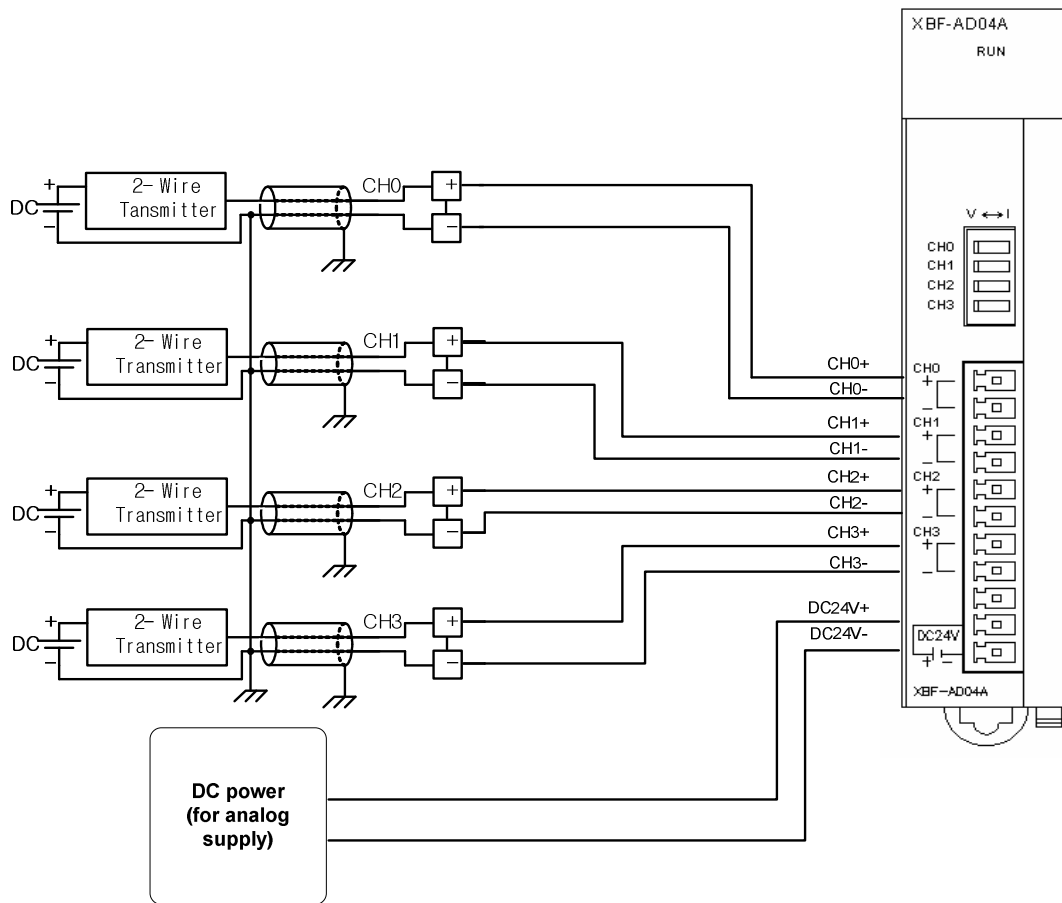 XBF-AD04A
RUN
DC
+
−
2- Wire
Tansmitter
CH0
+
−
V ↔ I
CH0
CH1
CH2
CH3
DC
+
−
2- Wire
Transmitter
CH1
+
−
DC
+
−
2- Wire
Transmitter
CH2
+
−
DC
+
−
2- Wire
Transmitter
CH3
+
−
CH0+
CH0-
CH1+
CH1-
CH2+
CH2-
CH3+
CH3-
DC24V+
DC24V-
CH0
+
−
CH1
+
−
CH2
+
−
CH3
+
−
DC24V
+ −
XBF-AD04A
DC power
(for analog
supply)